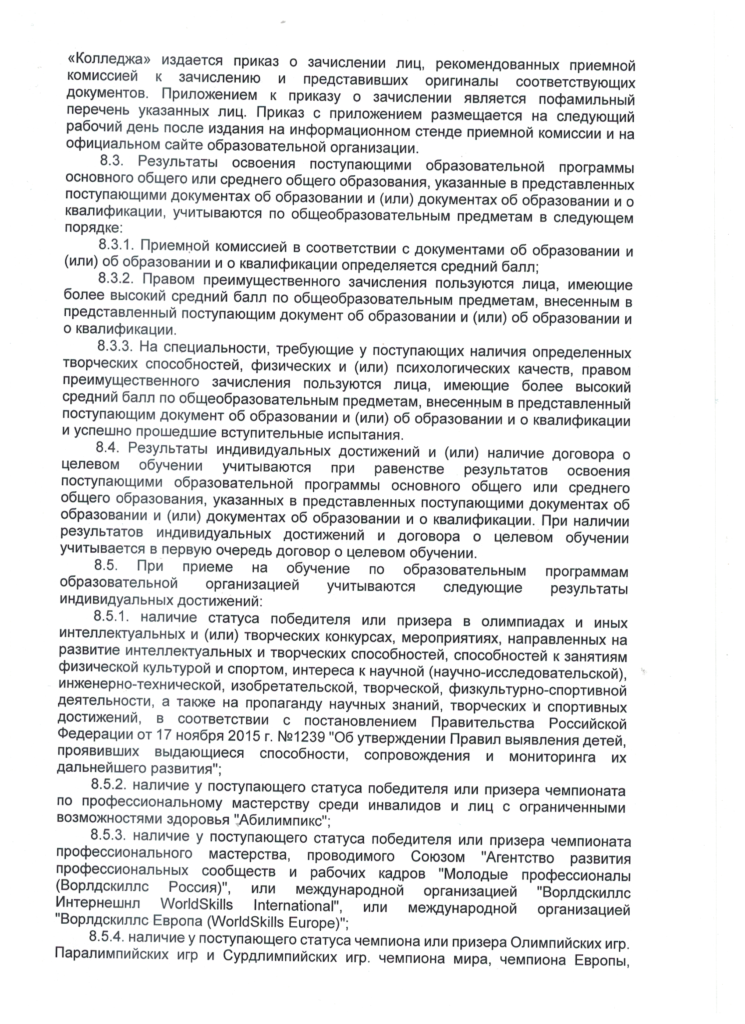 «Колледжа» издается приказ о зачислении лиц, рекомендованных приемной
комиссией к зачислению и представивших оригиналы соответствующих
документов. Приложением к приказу о зачислении является пофамильный
перечень указанных лиц. Приказ с приложением размещается на следующий
рабочий день после издания на информационном стенде приемной комиссии и на
официальном сайте образовательной организации.
8.3. Результаты освоения поступающими образовательной программы
основного общего или среднего общего образования, указанные в представленных
поступающими документах об образовании и (или) документах об образовании и о
квалификации, учитываются по общеобразовательным предметам в следующем
порядке:
8.3.1. Приемной комиссией в соответствии с документами об образовании и
(или) об образовании и о квалификации определяется средний балл;
8.3.2. Правом преимущественного зачисления пользуются лица, имеющие
более высокий средний балл по общеобразовательным предметам, внесенным в
представленный поступающим документ об образовании и (или) об образовании и
о квалификации.
8.3.3. На специальности, требующие у поступающих наличия определенных
творческих способностей, физических и (или) психологических качеств, правом
преимущественного зачисления пользуются лица, имеющие более высокий
средний балл по общеобразовательным предметам, внесенным в представленный
поступающим документ об образовании и (или) об образовании и о квалификации
и успешно прошедшие вступительные испытания.
8.4. Результаты индивидуальных достижений и (или) наличие договора о
целевом обучении учитываются при равенстве результатов освоения
поступающими образовательной программы основного общего или среднего
общего образования, указанных в представленных поступающими документах об
образовании и (или) документах об образовании и о квалификации. При наличии
результатов индивидуальных достижений и договора о целевом обучении
учитывается в первую очередь договор о целевом обучении.
8.5. При приеме на обучение по образовательным программам
образовательной организацией учитываются следующие результаты
индивидуальных достижений:
8.5.1. наличие статуса победителя или призера в олимпиадах и иных
интеллектуальных и (или) творческих конкурсах, мероприятиях, направленных на
развитие интеллектуальных и творческих способностей, способностей к занятиям
физической культурой и спортом, интереса к научной (научно-исследовательской),
инженерно-технической, изобретательской, творческой, физкультурно-спортивной
деятельности, а также на пропаганду научных знаний, творческих и спортивных
достижений, в соответствии с постановлением Правительства Российской
Федерации от 17 ноября 2015 г. №1239 "Об утверждении Правил выявления детей,
проявивших выдающиеся способности, сопровождения и мониторинга их
дальнейшего развития";
8.5.2. наличие у поступающего статуса победителя или призера чемпионата
по профессиональному мастерству среди инвалидов и лиц с ограниченными
возможностями здоровья "Абилимпикс";
8.5.3. наличие у поступающего статуса победителя или призера чемпионата
профессионального мастерства, проводимого Союзом "Агентство развития
профессиональных сообществ и рабочих кадров "Молодые профессионалы
(Ворлдскиллс Россия)", или международной организацией "Ворлдскиллс
Интернешнл WorldSkills International", или международной организацией
"Ворлдскиллс Европа (WorldSkills Europe)";
8.5.4. наличие у поступающего статуса чемпиона или призера Олимпийских игр.
Паралимпийских игр и Сурдлимпийских игр. чемпиона мира, чемпиона Европы,